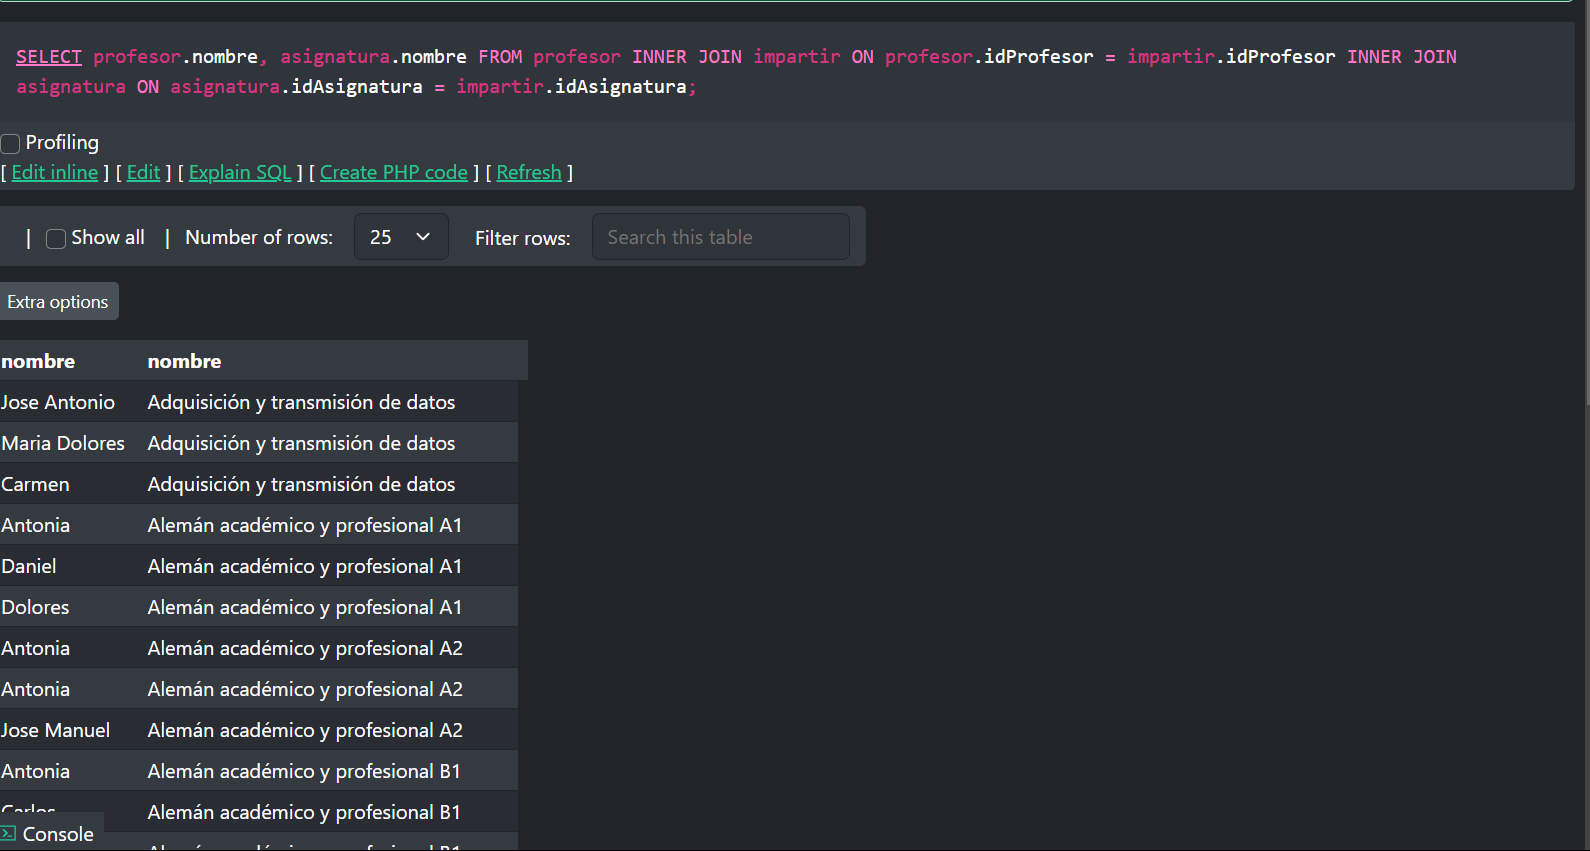 SELECT profesor.nombre, asignatura.nombre FROM profesor INNER JOIN impartir ON profesor.idProfesor = impartir.idProfesor INNER JOIN
asignatura ON asignatura.idAsignatura = impartir.idAsignatura;
Profiling
[ Edit inline ] [ Edit ] [ Explain SQL ] [ Create PHP code ] [ Refresh ]
| Show all | Number of rows: 25 Filter rows: Search this table
Extra options
nombre nombre
Jose Antonio Adquisición y transmisión de datos
Maria Dolores Adquisición y transmisión de datos
Carmen Adquisición y transmisión de datos
Antonia Alemán académico y profesional A1
Daniel Alemán académico y profesional A1
Dolores Alemán académico y profesional A1
Antonia Alemán académico y profesional A2
Antonia Alemán académico y profesional A2
Jose Manuel Alemán académico y profesional A2
Antonia Alemán académico y profesional B1
Carlos Alemán académico y profesional B1
Console